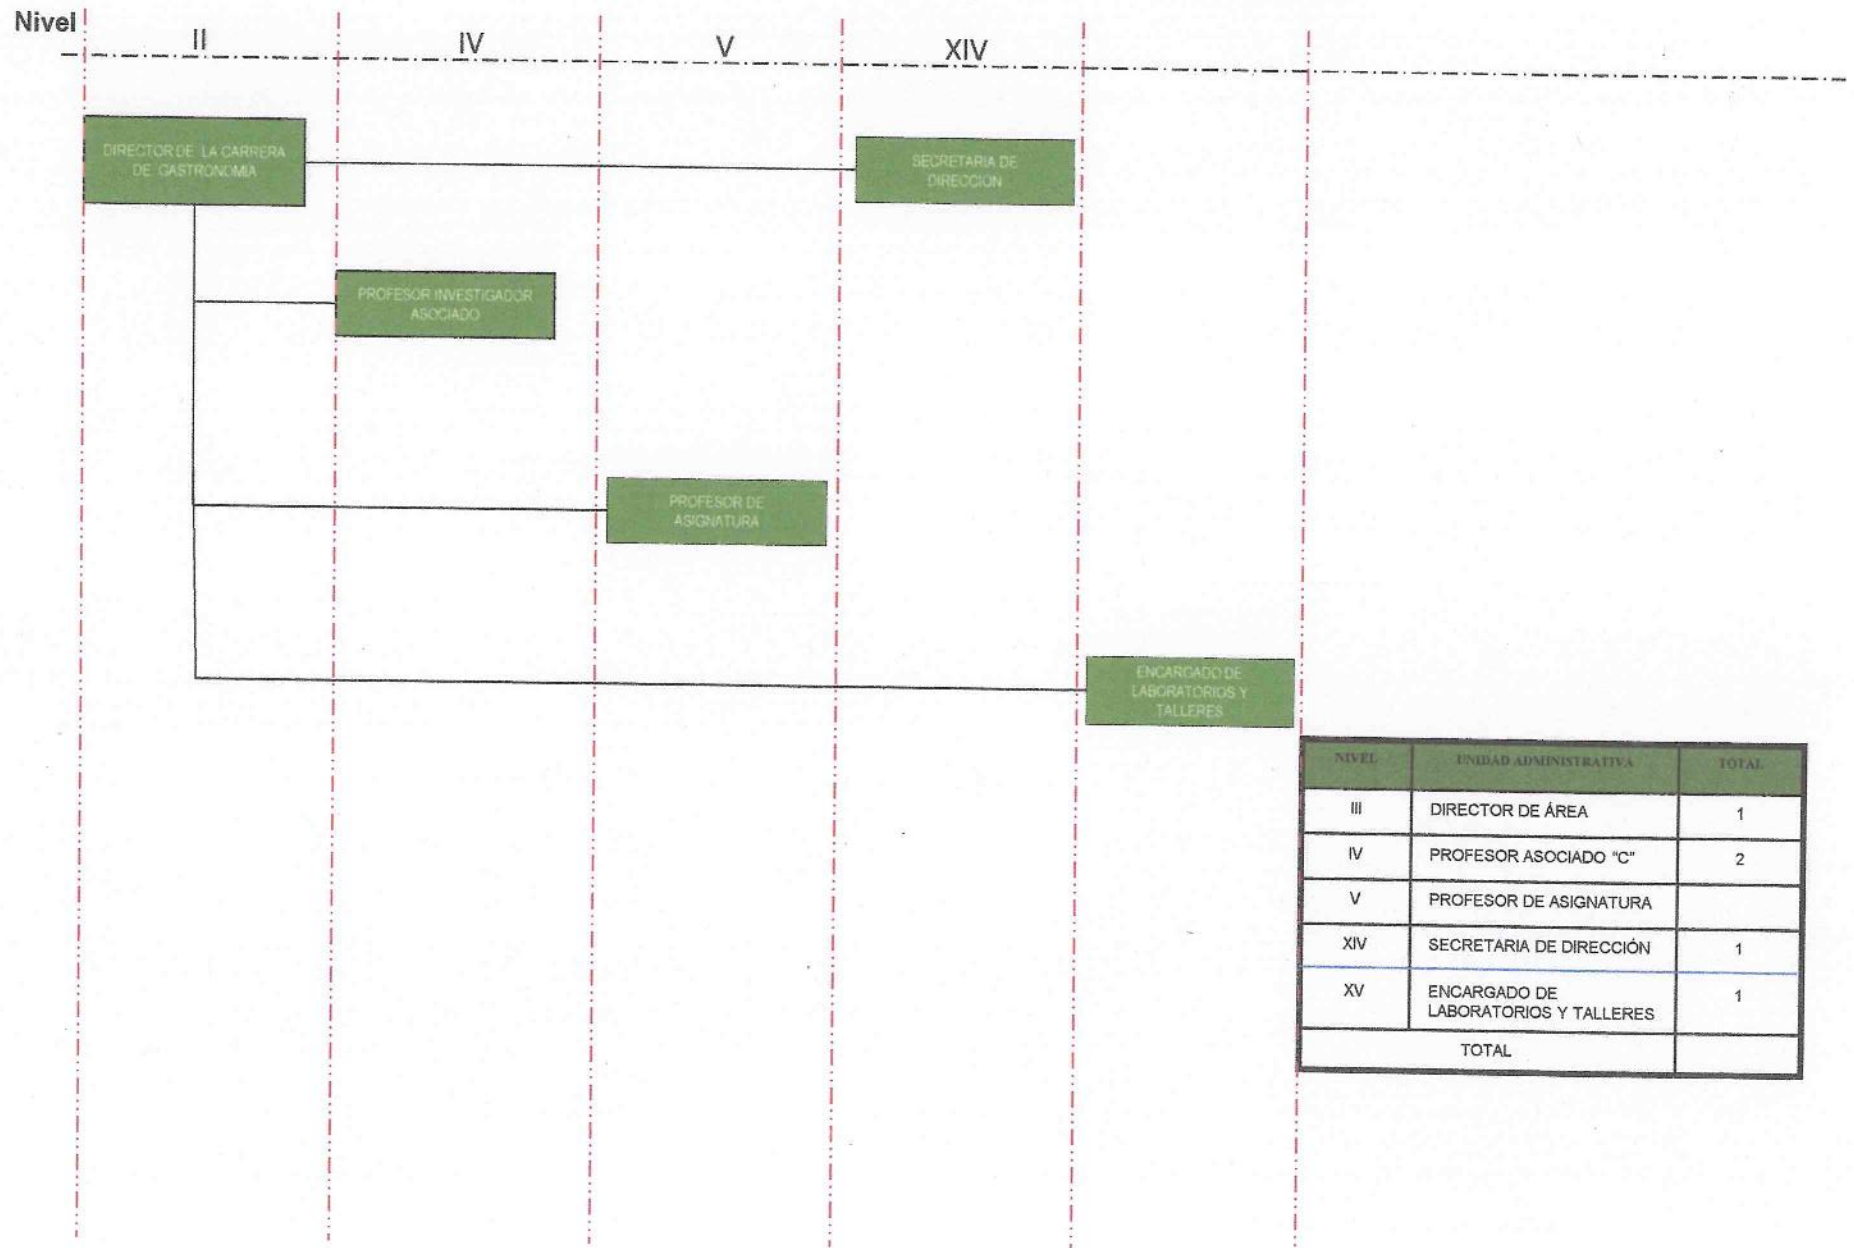 Nivel
II
IV
V
XIV
DIRECTOR DE LA CARRERA
DE GASTRONOMIA
SECRETARIA DE
DIRECCION
PROFESOR INVESTIGADOR
ASOCIADO
PROFESOR DE
ASIGNATURA
ENCARGADO DE
LABORATORIOS Y
TALLERES
NIVEL UNIDAD ADMINISTRATIVA TOTAL
III DIRECTOR DE ÁREA 1
IV PROFESOR ASOCIADO "C" 2
V PROFESOR DE ASIGNATURA
XIV SECRETARIA DE DIRECCIÓN 1
XV ENCARGADO DE 1
LABORATORIOS Y TALLERES
TOTAL